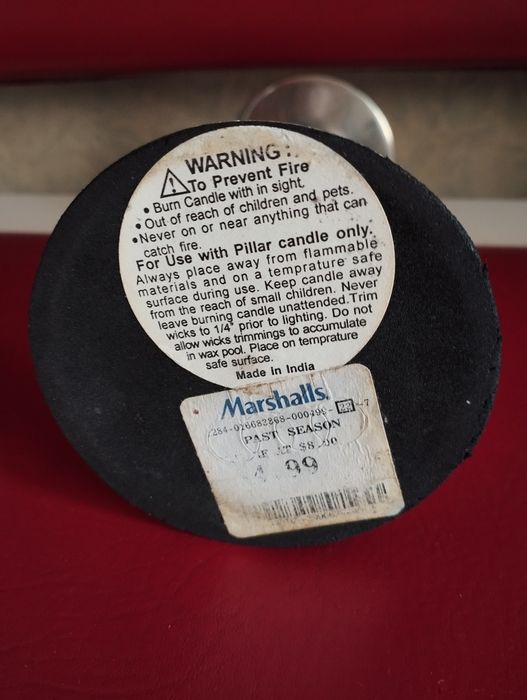 WARNING :
To Prevent Fire
• Burn Candle with in sight.
• Out of reach of children and pets.
• Never on or near anything that can
catch fire.
For Use with Pillar candle only.
Always place away from flammable
materials and on a temprature safe
surface during use. Keep candle away
from the reach of small children. Never
leave burning candle unattended. Trim
wicks to 1/4" prior to lighting. Do not
allow wicks trimmings to accumulate
in wax pool. Place on temprature
safe surface.
Made in India
Marshalls
PAST SEASON
AT $8.00
99